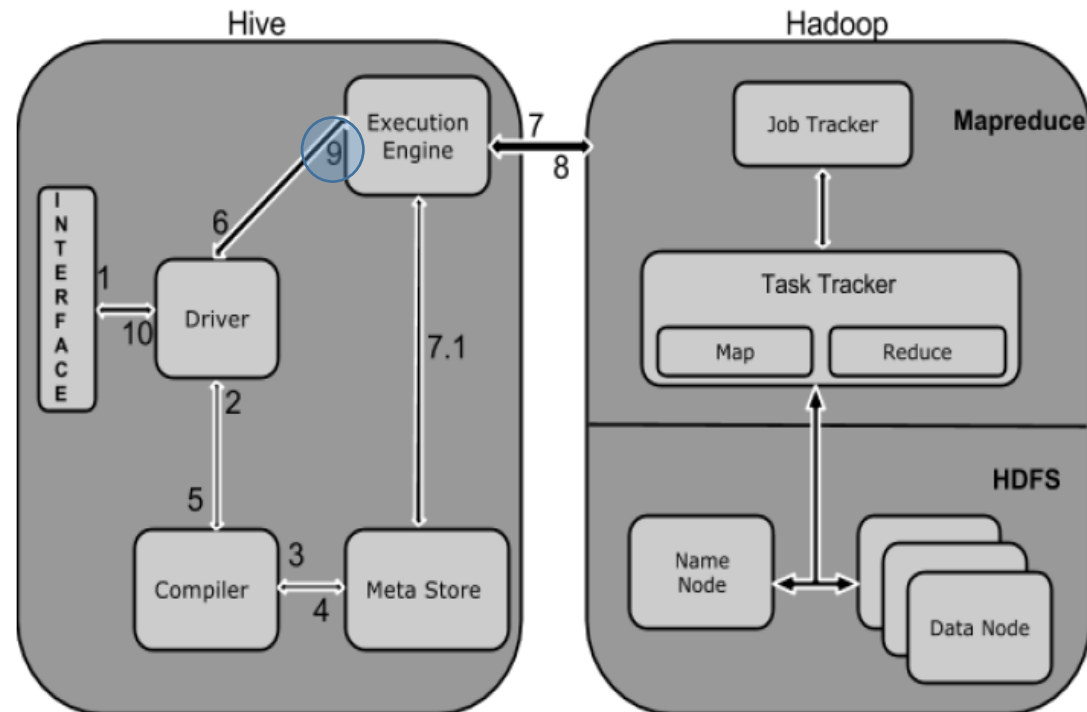 Hive
Hadoop
Execution
Engine
7
8
Job Tracker
Mapreduce
9
6
INTERFACE
1
10
Driver
Task Tracker
Map
Reduce
7.1
2
5
HDFS
Compiler
3
4
Meta Store
Name
Node
Data Node